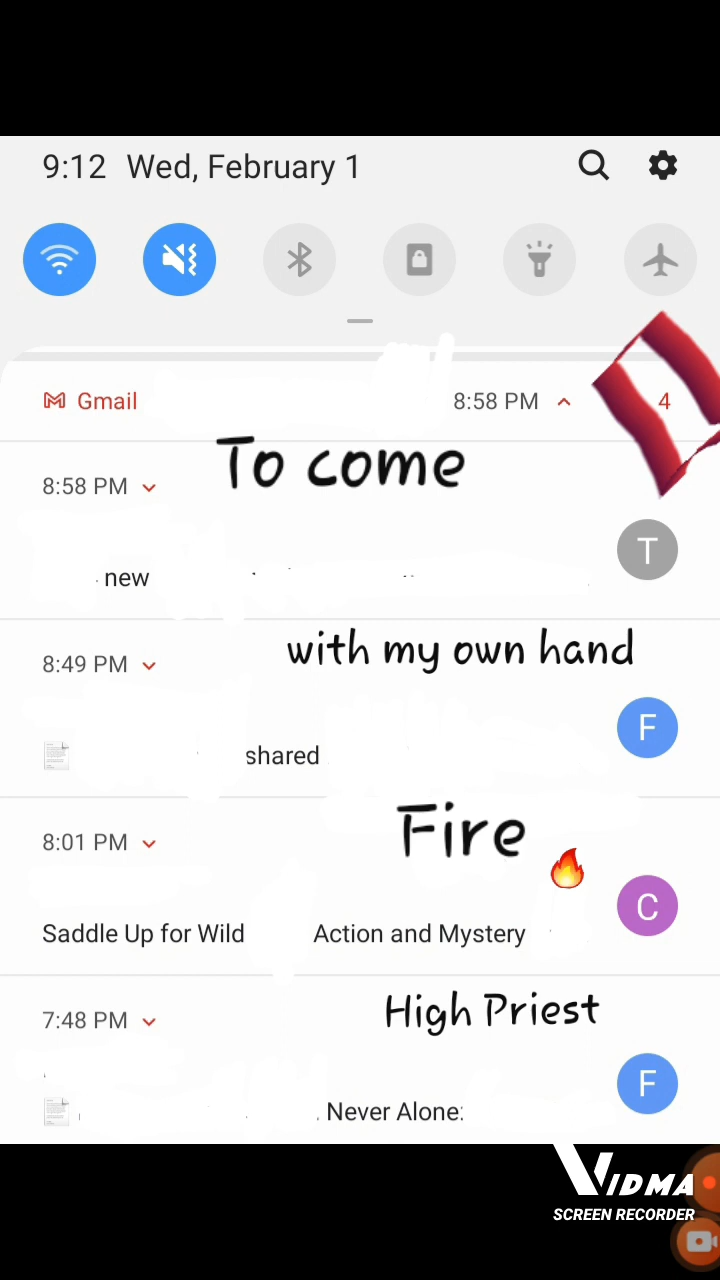 9:12 Wed, February 1
Gmail 8:58 PM 4
To come
8:58 PM
T
new
with my own hand
8:49 PM
F
shared
Fire
8:01 PM
C
Saddle Up for Wild Action and Mystery
High Priest
7:48 PM
F
. Never Alone:
VIDMA
SCREEN RECORDER